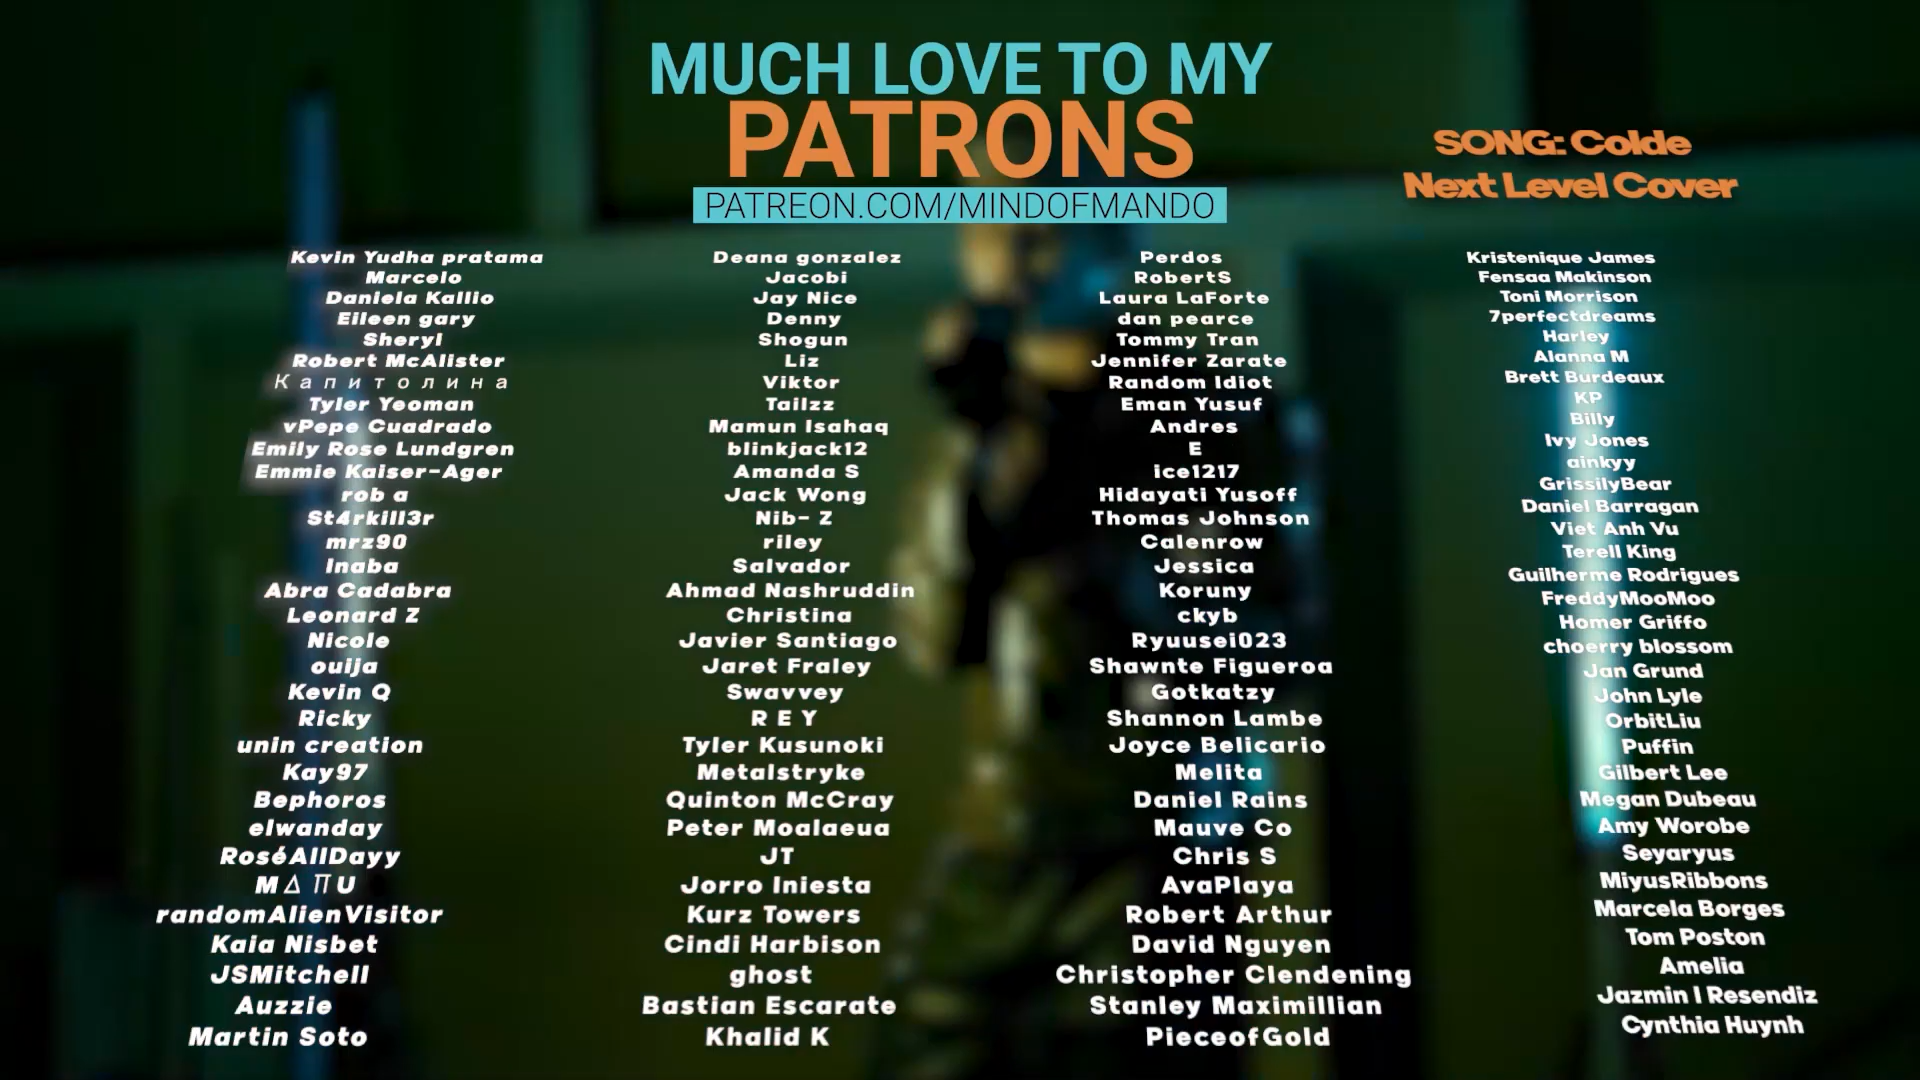 MUCH LOVE TO MY
PATRONS
PATREON.COM/MINDOFMANDO
SONG: Colde
Next Level Cover
Kevin Yudha pratama
Marcelo
Daniela Kallio
Eileen gary
Sheryl
Robert McAlister
Капитолина
Tyler Yeoman
vPepe Cuadrado
Emily Rose Lundgren
Emmie Kaiser-Ager
rob a
St4rkill3r
mrz90
Inaba
Abra Cadabra
Leonard Z
Nicole
ouija
Kevin Q
Ricky
unin creation
Kay97
Bephoros
elwanday
RoséAllDayy
M Δ Π U
randomAlienVisitor
Kaia Nisbet
JSMitchell
Auzzie
Martin Soto
Deana gonzalez
Jacobi
Jay Nice
Denny
Shogun
Liz
Viktor
Tailzz
Mamun Isahaq
blinkjack12
Amanda S
Jack Wong
Nib- Z
riley
Salvador
Ahmad Nashruddin
Christina
Javier Santiago
Jaret Fraley
Swavvey
R E Y
Tyler Kusunoki
Metalstryke
Quinton McCray
Peter Moalaeua
JT
Jorro Iniesta
Kurz Towers
Cindi Harbison
ghost
Bastian Escarate
Khalid K
Perdos
RobertS
Laura LaForte
dan pearce
Tommy Tran
Jennifer Zarate
Random Idiot
Eman Yusuf
Andres
E
ice1217
Hidayati Yusoff
Thomas Johnson
Calenrow
Jessica
Koruny
ckyb
Ryuusei023
Shawnte Figueroa
Gotkatzy
Shannon Lambe
Joyce Belicario
Melita
Daniel Rains
Mauve Co
Chris S
AvaPlaya
Robert Arthur
David Nguyen
Christopher Clendening
Stanley Maximillian
PieceofGold
Kristenique James
Fensaa Makinson
Toni Morrison
7perfectdreams
Harley
Alanna M
Brett Burdeaux
KP
Billy
Ivy Jones
ainkyy
GrissilyBear
Daniel Barragan
Viet Anh Vu
Terell King
Guilherme Rodrigues
FreddyMooMoo
Homer Griffo
choerry blossom
Jan Grund
John Lyle
OrbitLiu
Puffin
Gilbert Lee
Megan Dubeau
Amy Worobe
Seyaryus
MiyusRibbons
Marcela Borges
Tom Poston
Amelia
Jazmin I Resendiz
Cynthia Huynh